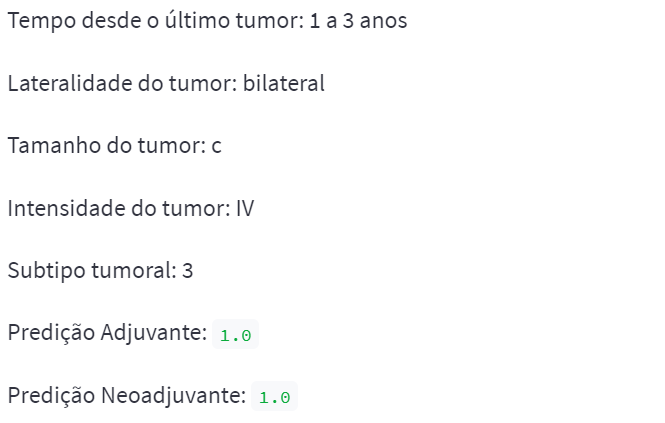 Tempo desde o último tumor: 1 a 3 anos
Lateralidade do tumor: bilateral
Tamanho do tumor: c
Intensidade do tumor: IV
Subtipo tumoral: 3
Predição Adjuvante: 1.0
Predição Neoadjuvante: 1.0